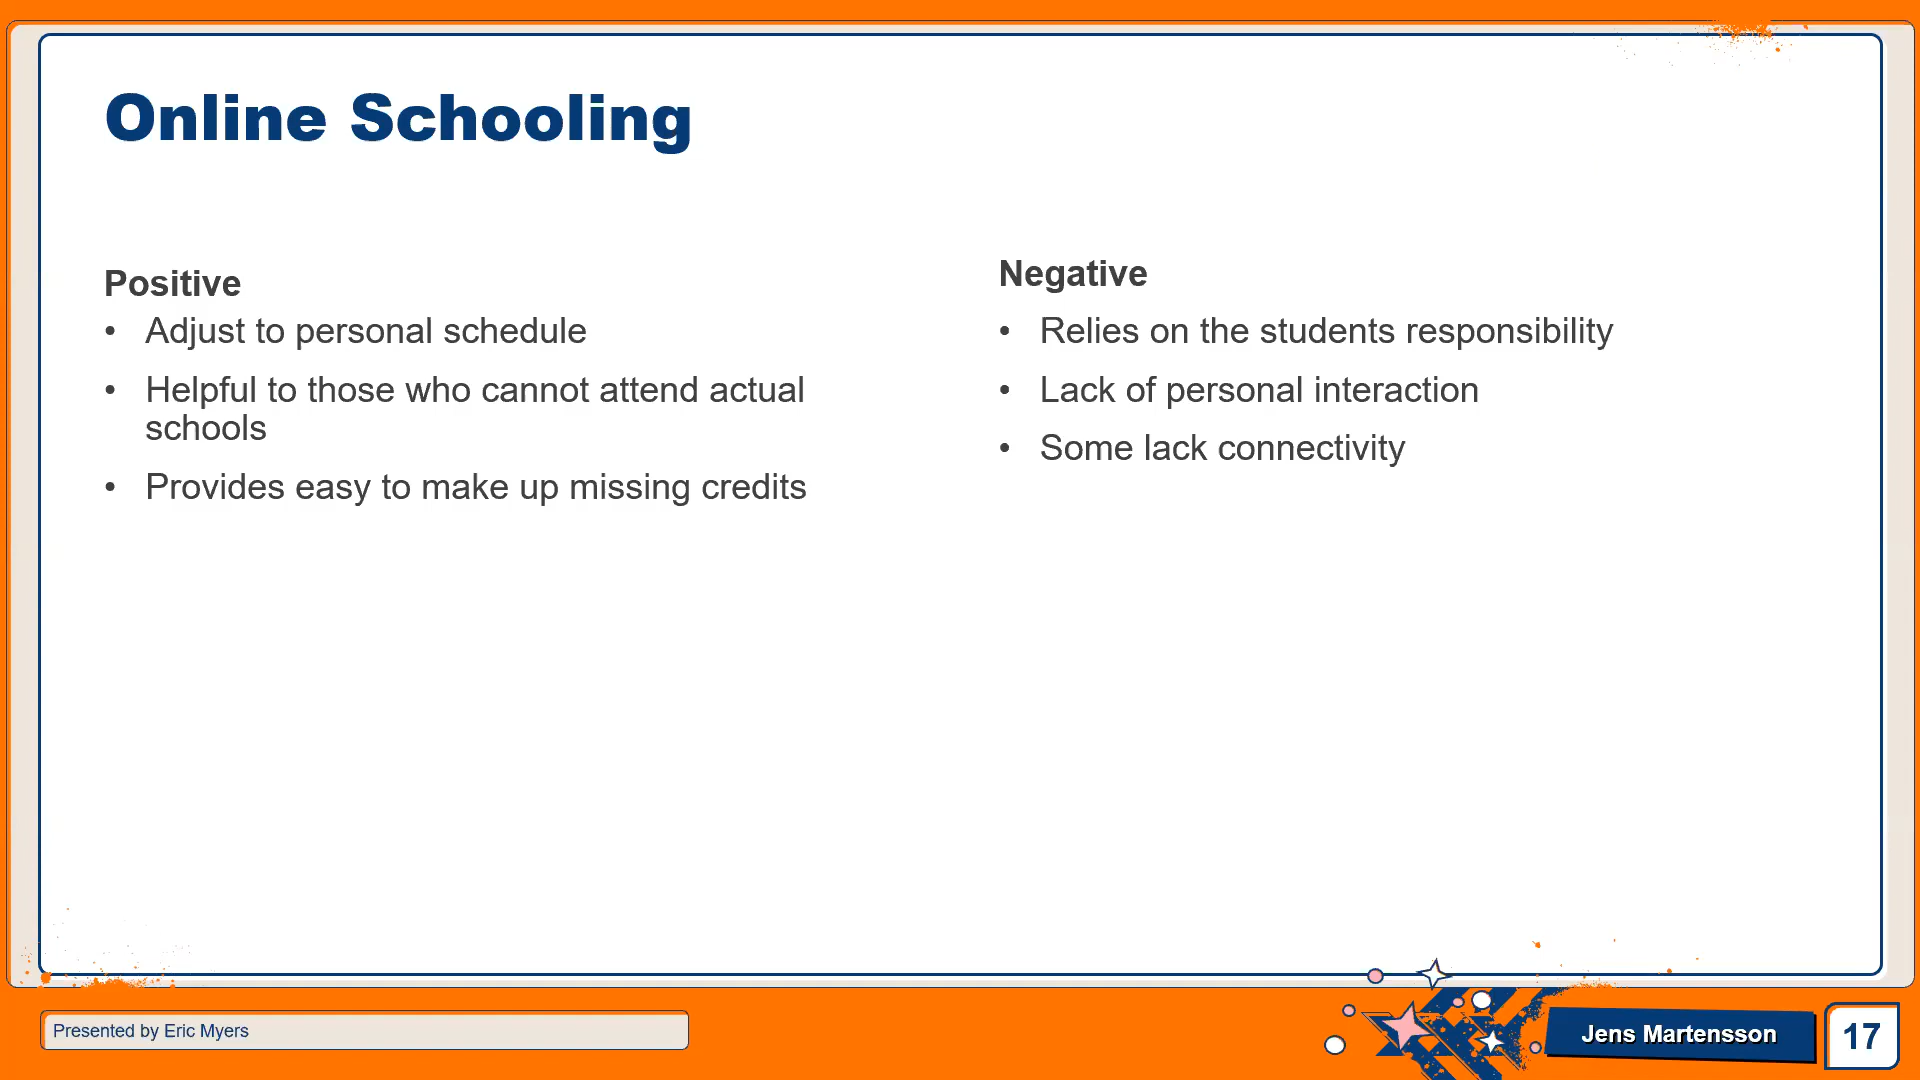 Online Schooling
Positive
• Adjust to personal schedule
• Helpful to those who cannot attend actual
schools
• Provides easy to make up missing credits
Negative
• Relies on the students responsibility
• Lack of personal interaction
• Some lack connectivity
Presented by Eric Myers
Jens Martensson
17